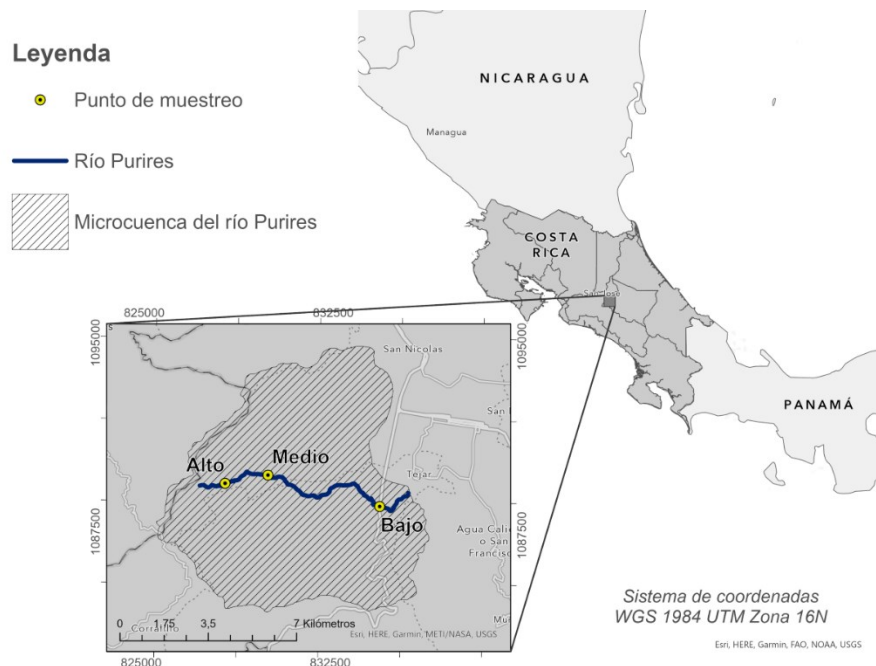 Leyenda
Punto de muestreo
Río Purires
Microcuenca del río Purires
NICARAGUA
Managua
COSTA
RICA
San José
PANAMÁ
825000
832500
1095000
1095000
San Nicolas
San
Alto
Medio
Tejar
Bajo
1087500
1087500
Agua Calie
o San
Francisc
Corralillo
0
1,75
3,5
7 Kilómetros
Esri, HERE, Garmin, METI/NASA, USGS
825000
832500
Sistema de coordenadas
WGS 1984 UTM Zona 16N
Esri, HERE, Garmin, FAO, NOAA, USGS